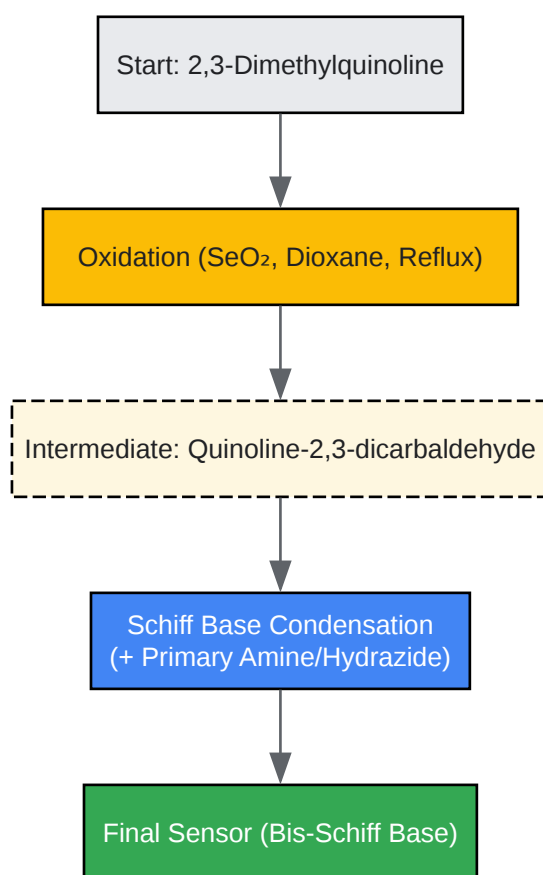 Start: 2,3-Dimethylquinoline
Oxidation (SeO₂, Dioxane, Reflux)
Intermediate: Quinoline-2,3-dicarbaldehyde
Schiff Base Condensation
(+ Primary Amine/Hydrazide)
Final Sensor (Bis-Schiff Base)